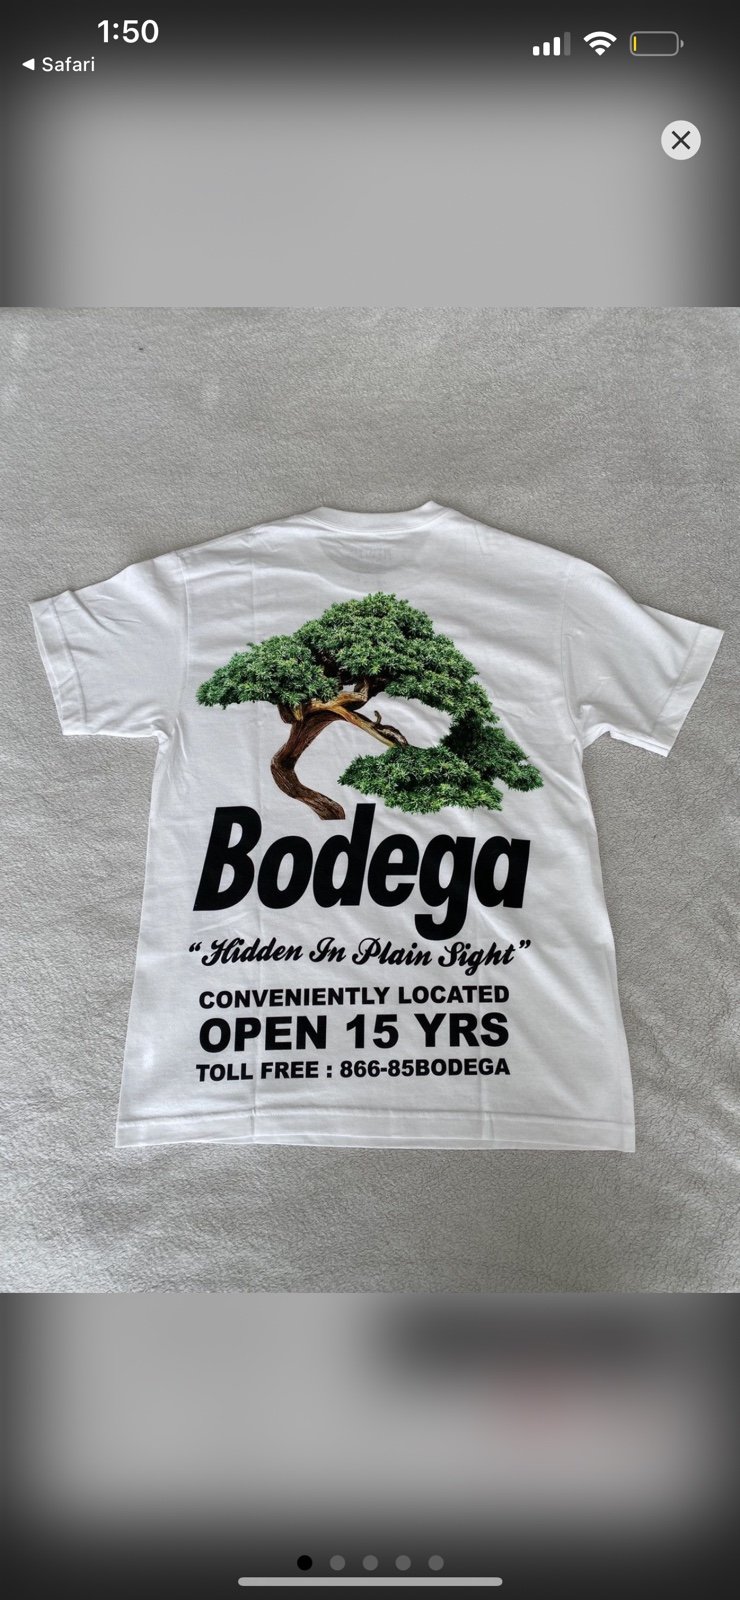 1:50
◀ Safari
Bodega
“Hidden In Plain Sight”
CONVENIENTLY LOCATED
OPEN 15 YRS
TOLL FREE : 866-85BODEGA